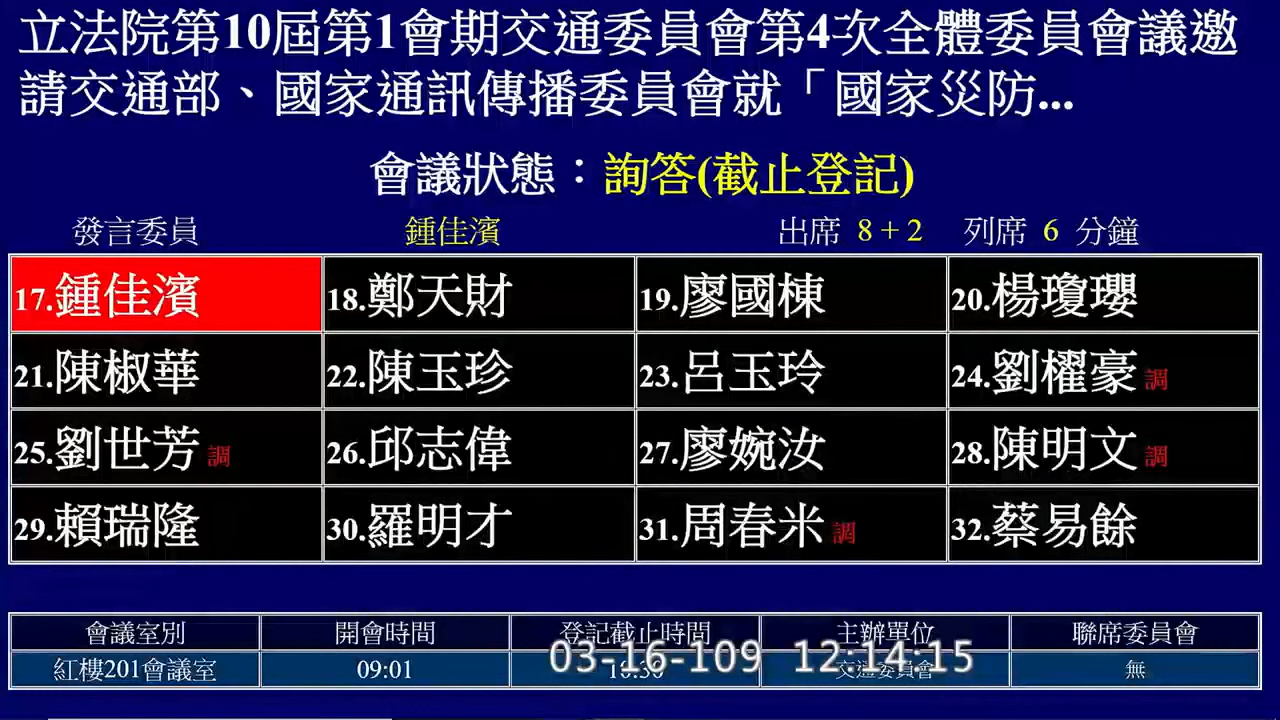 立法院第10屆第1會期交通委員會第4次全體委員會議邀
請交通部、國家通訊傳播委員會就「國家災防...
會議狀態：詢答(截止登記)
發言委員 鍾佳濱 出席 8 + 2 列席 6 分鐘
17.鍾佳濱 18.鄭天財 19.廖國棟 20.楊瓊瓔
21.陳椒華 22.陳玉珍 23.呂玉玲 24.劉櫂豪 調
25.劉世芳 調 26.邱志偉 27.廖婉汝 28.陳明文 調
29.賴瑞隆 30.羅明才 31.周春米 調 32.蔡易餘
會議室別 開會時間 登記截止時間 主辦單位 聯席委員會
紅樓201會議室 09:01 10:30 交通委員會 無
03-16-109 12:14:15